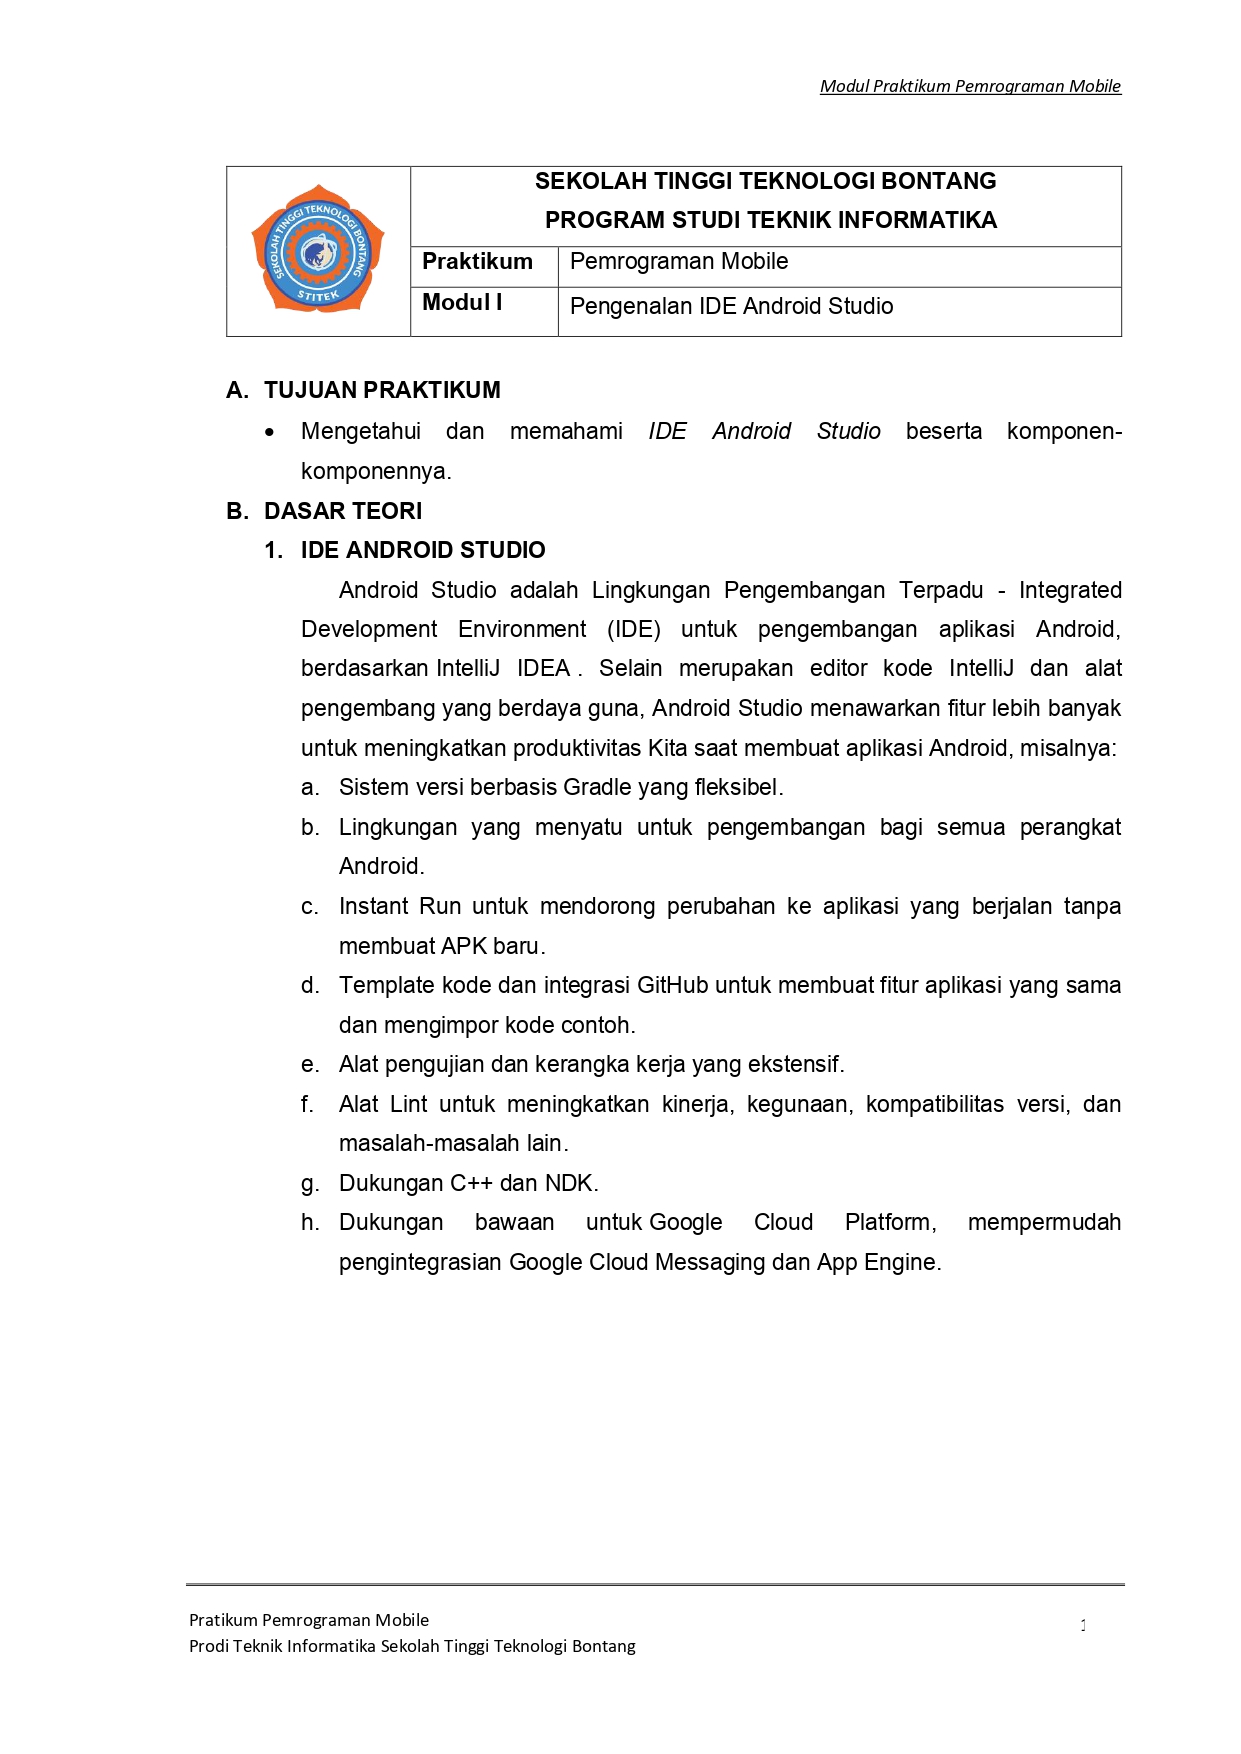 Modul Praktikum Pemrograman Mobile
SEKOLAH TINGGI TEKNOLOGI BONTANG
STITEK
SEKOLAH TINGGI TEKNOLOGI BONTANG
PROGRAM STUDI TEKNIK INFORMATIKA
Praktikum Pemrograman Mobile
Modul I Pengenalan IDE Android Studio
A. TUJUAN PRAKTIKUM
• Mengetahui dan memahami IDE Android Studio beserta komponen-
komponennya.
B. DASAR TEORI
1. IDE ANDROID STUDIO
Android Studio adalah Lingkungan Pengembangan Terpadu - Integrated
Development Environment (IDE) untuk pengembangan aplikasi Android,
berdasarkan IntelliJ IDEA . Selain merupakan editor kode IntelliJ dan alat
pengembang yang berdaya guna, Android Studio menawarkan fitur lebih banyak
untuk meningkatkan produktivitas Kita saat membuat aplikasi Android, misalnya:
a. Sistem versi berbasis Gradle yang fleksibel.
b. Lingkungan yang menyatu untuk pengembangan bagi semua perangkat
Android.
c. Instant Run untuk mendorong perubahan ke aplikasi yang berjalan tanpa
membuat APK baru.
d. Template kode dan integrasi GitHub untuk membuat fitur aplikasi yang sama
dan mengimpor kode contoh.
e. Alat pengujian dan kerangka kerja yang ekstensif.
f. Alat Lint untuk meningkatkan kinerja, kegunaan, kompatibilitas versi, dan
masalah-masalah lain.
g. Dukungan C++ dan NDK.
h. Dukungan bawaan untuk Google Cloud Platform, mempermudah
pengintegrasian Google Cloud Messaging dan App Engine.
Pratikum Pemrograman Mobile
Prodi Teknik Informatika Sekolah Tinggi Teknologi Bontang
1